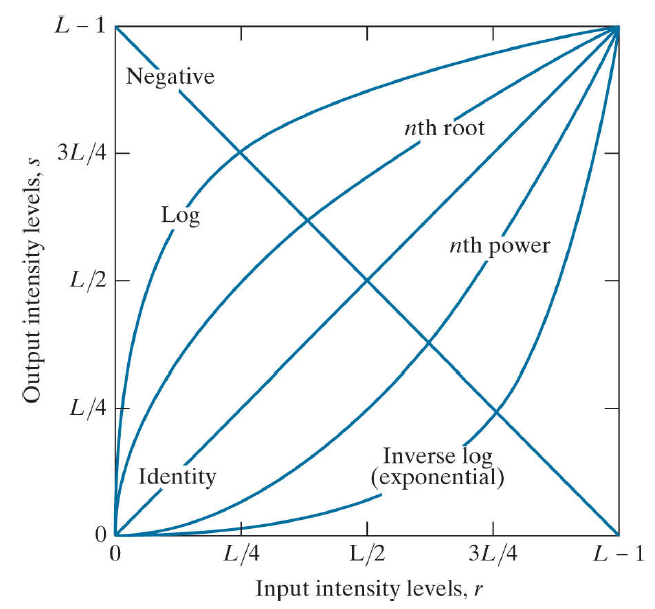 L − 1
Negative
nth root
3L/4
Log
nth power
L/2
Output intensity levels, s
L/4
Inverse log
(exponential)
Identity
0
0
L/4
L/2
3L/4
L − 1
Input intensity levels, r